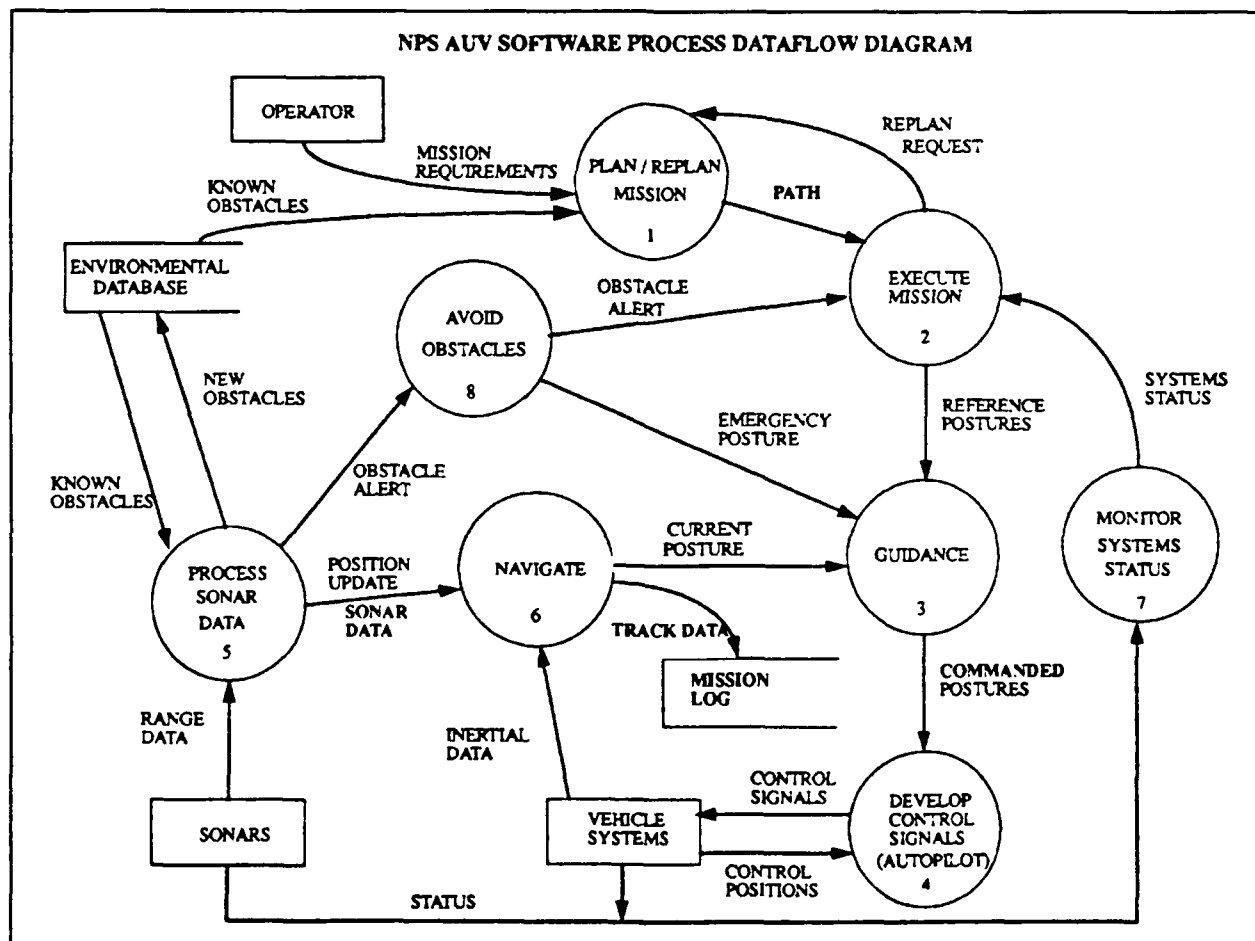 NPS AUV SOFTWARE PROCESS DATAFLOW DIAGRAM
OPERATOR
MISSION
REQUIREMENTS
KNOWN
OBSTACLES
PLAN / REPLAN
MISSION
1
REPLAN
REQUEST
PATH
ENVIRONMENTAL
DATABASE
AVOID
OBSTACLES
8
OBSTACLE
ALERT
EXECUTE
MISSION
2
NEW
OBSTACLES
KNOWN
OBSTACLES
OBSTACLE
ALERT
EMERGENCY
POSTURE
REFERENCE
POSTURES
SYSTEMS
STATUS
PROCESS
SONAR
DATA
5
POSITION
UPDATE
SONAR
DATA
NAVIGATE
6
CURRENT
POSTURE
GUIDANCE
3
MONITOR
SYSTEMS
STATUS
7
TRACK DATA
MISSION
LOG
COMMANDED
POSTURES
RANGE
DATA
INERTIAL
DATA
SONARS
VEHICLE
SYSTEMS
CONTROL
SIGNALS
CONTROL
POSITIONS
DEVELOP
CONTROL
SIGNALS
(AUTOPILOT)
4
STATUS